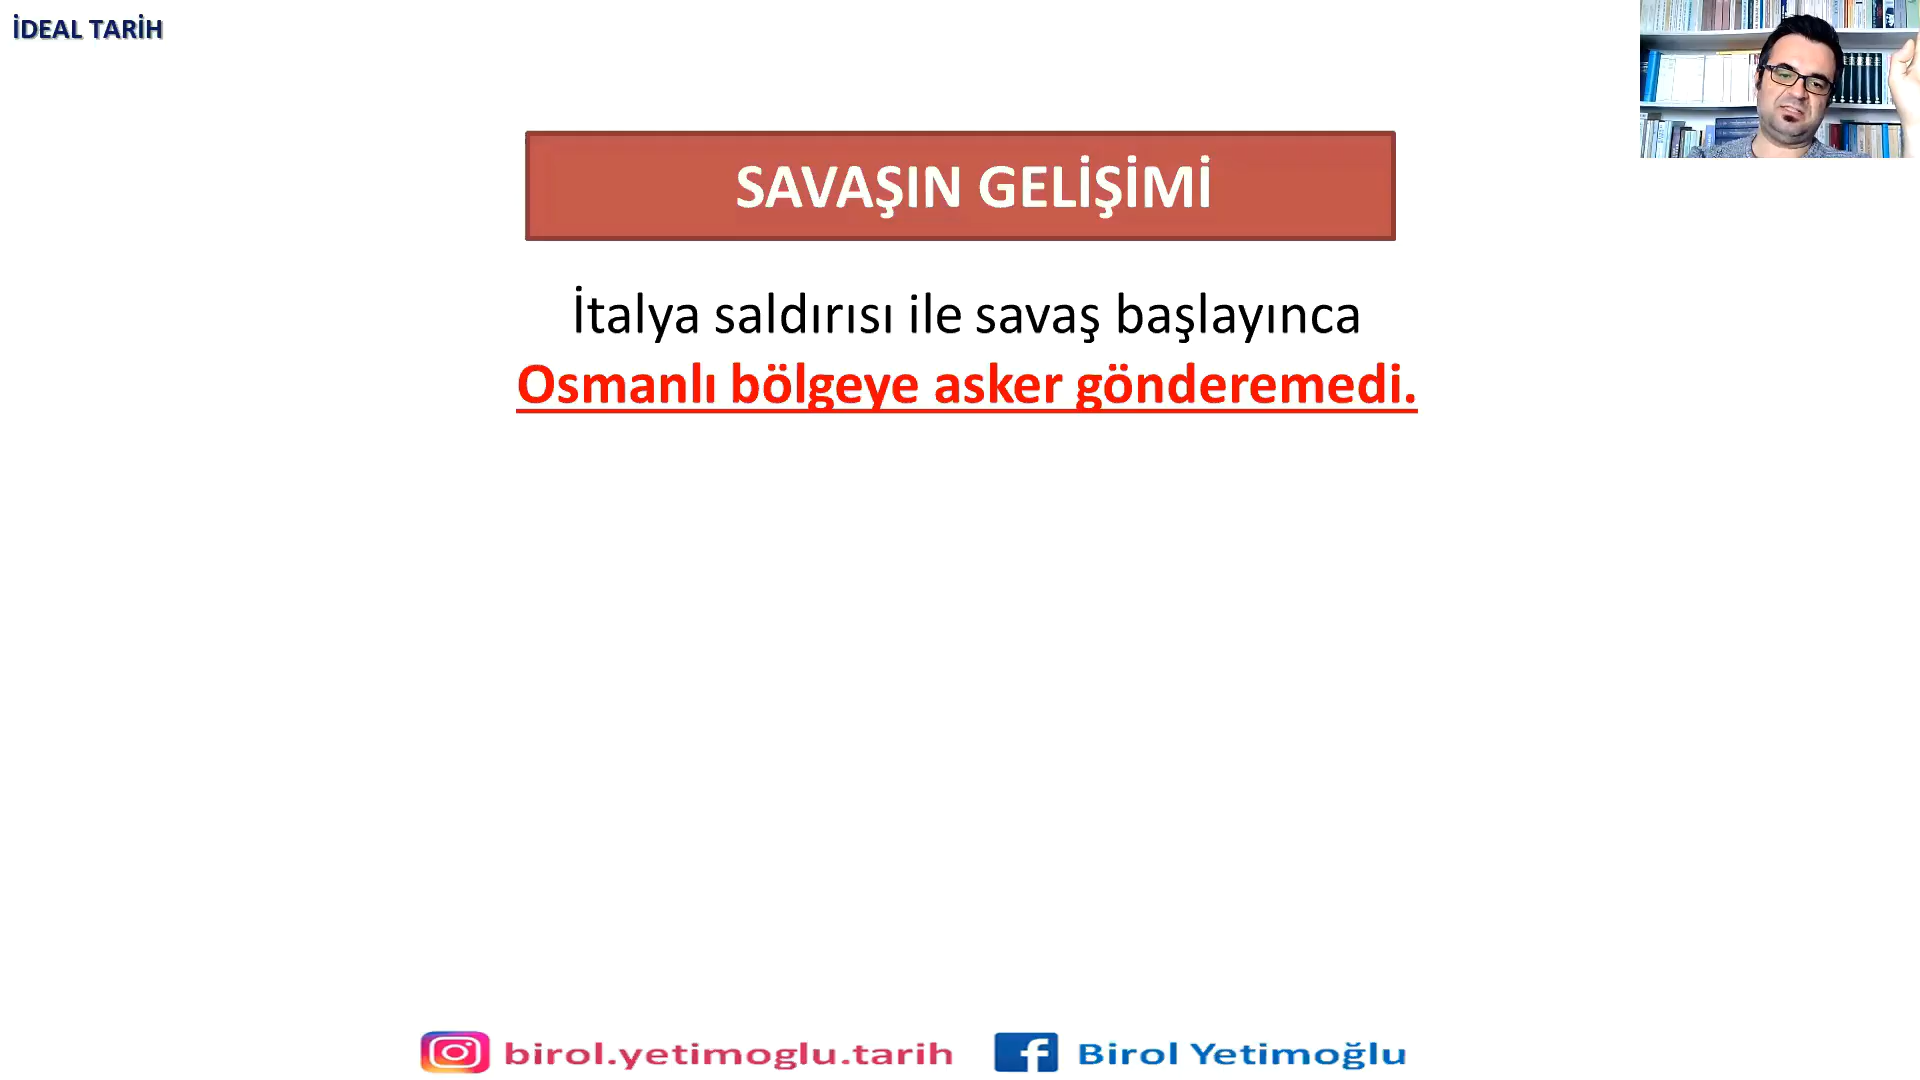 İDEAL TARİH
SAVAŞIN GELİŞİMİ
İtalya saldırısı ile savaş başlayınca
Osmanlı bölgeye asker gönderemedi.
birol.yetimoglu.tarih
Birol Yetimoğlu